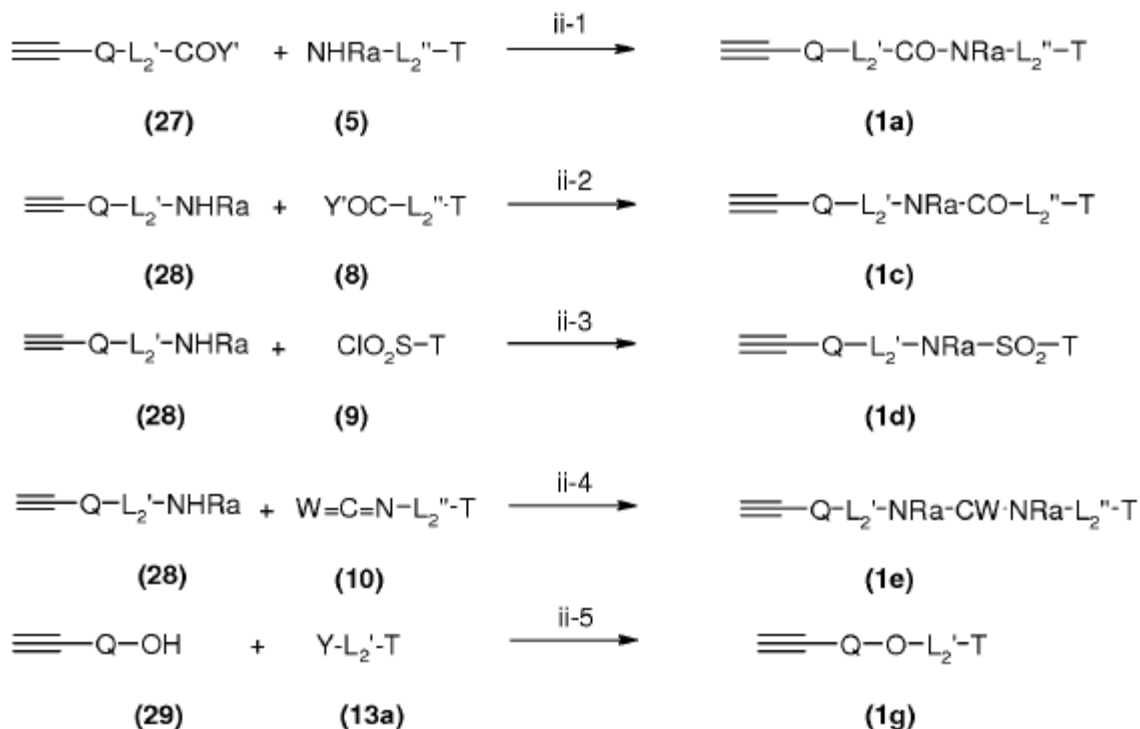 ii-1
Q-L₂'-COY' + NHRa-L₂''-T Q-L₂'-CO-NRa-L₂''-T
(27) (5) (1a)
ii-2
Q-L₂'-NHRa + Y'OC-L₂''-T Q-L₂'-NRa-CO-L₂''-T
(28) (8) (1c)
ii-3
Q-L₂'-NHRa + ClO₂S-T Q-L₂'-NRa-SO₂-T
(28) (9) (1d)
ii-4
Q-L₂'-NHRa + W=C=N-L₂''-T Q-L₂'-NRa-CW-NRa-L₂''-T
(28) (10) (1e)
ii-5
Q-OH + Y-L₂'-T Q-O-L₂'-T
(29) (13a) (1g)